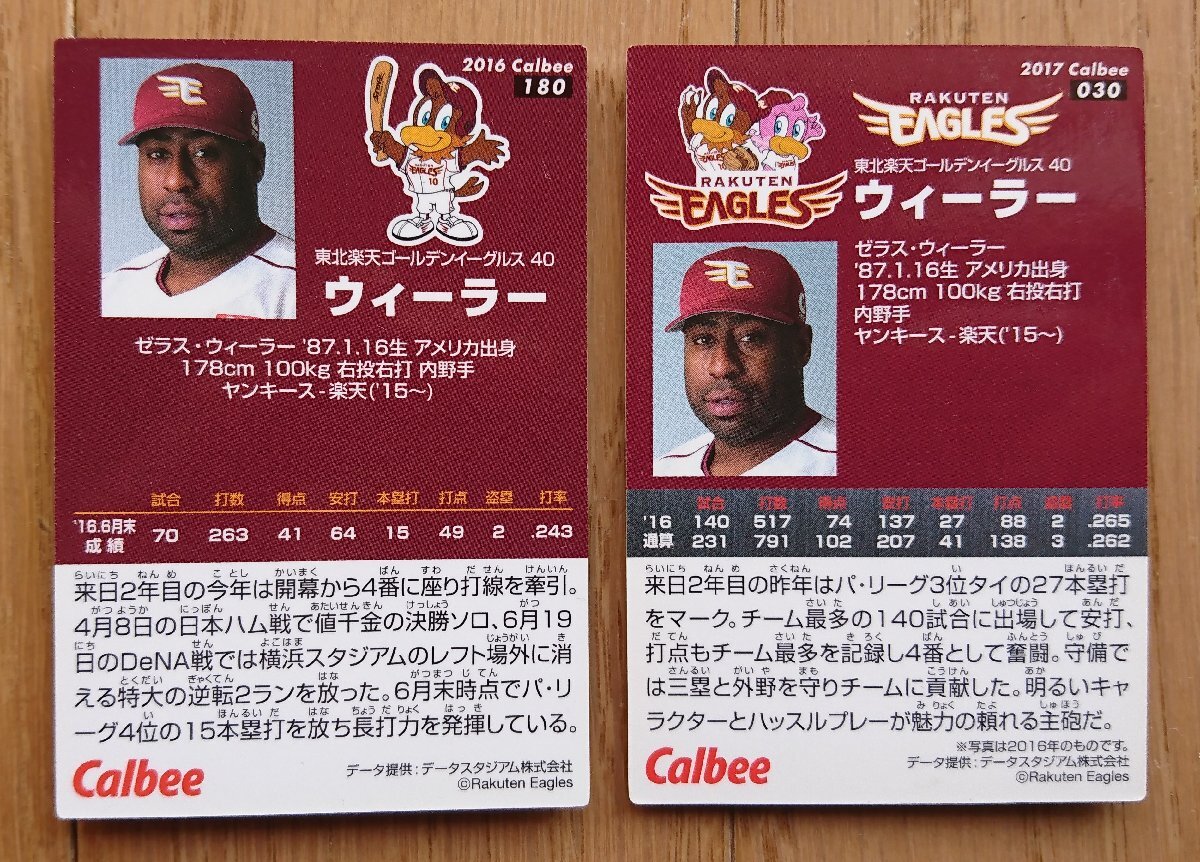 2016 Calbee
180
RAKUTEN
EAGLES
10
東北楽天ゴールデンイーグルス 40
ウィーラー
ゼラス・ウィーラー '87.1.16生 アメリカ出身
178cm 100kg 右投右打 内野手
ヤンキース - 楽天('15〜)
試合 打数 得点 安打 本塁打 打点 盗塁 打率
'16.6月末成績 70 263 41 64 15 49 2 .243
来日2年目の今年は開幕から4番に座り打線を牽引。
4月8日の日本ハム戦で値千金の決勝ソロ、6月19
日のDeNA戦では横浜スタジアムのレフト場外に消
える特大の逆転2ランを放った。6月末時点でパ・リ
ーグ4位の15本塁打を放ち長打力を発揮している。
Calbee
データ提供：データスタジアム株式会社
©Rakuten Eagles
2017 Calbee
030
RAKUTEN
EAGLES
RAKUTEN
EAGLES
東北楽天ゴールデンイーグルス 40
ウィーラー
ゼラス・ウィーラー
'87.1.16生 アメリカ出身
178cm 100kg 右投右打
内野手
ヤンキース - 楽天('15〜)
試合 打数 得点 安打 本塁打 打点 盗塁 打率
'16 140 517 74 137 27 88 2 .265
通算 231 791 102 207 41 138 3 .262
来日2年目の昨年はパ・リーグ3位タイの27本塁打
をマーク。チーム最多の140試合に出場して安打、
打点もチーム最多を記録し4番として奮闘。守備で
は三塁と外野を守りチームに貢献した。明るいキャ
ラクターとハッスルプレーが魅力の頼れる主砲だ。
※写真は2016年のものです。
Calbee
データ提供：データスタジアム株式会社
©Rakuten Eagles